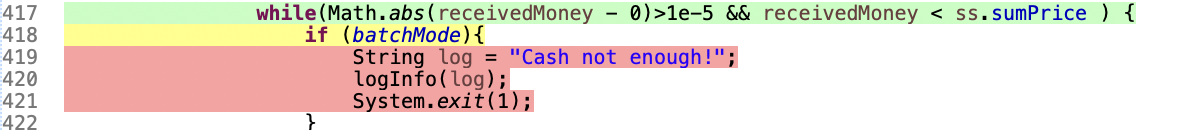 417 while(Math.abs(receivedMoney - 0)>1e-5 && receivedMoney < ss.sumPrice ) {
418 if (batchMode){
419 String log = "Cash not enough!";
420 logInfo(log);
421 System.exit(1);
422 }